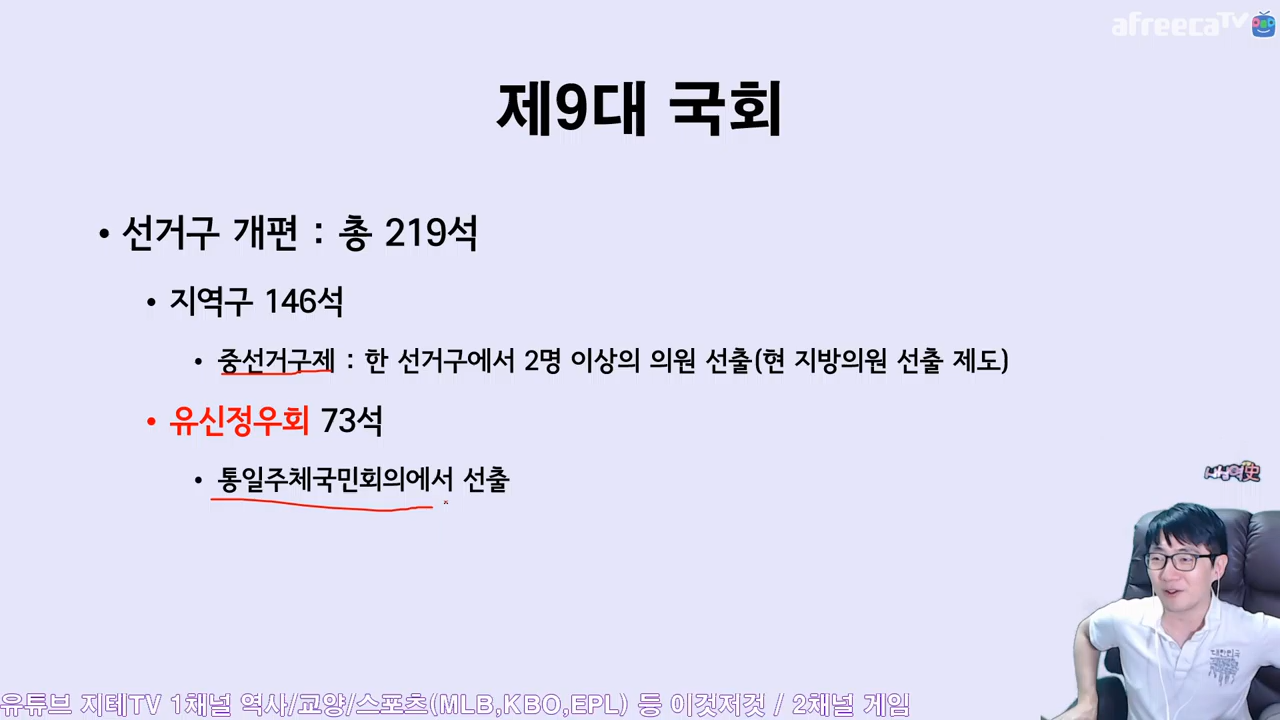 afreecaTV
제9대 국회
• 선거구 개편 : 총 219석
• 지역구 146석
• 중선거구제 : 한 선거구에서 2명 이상의 의원 선출(현 지방의원 선출 제도)
• 유신정우회 73석
• 통일주체국민회의에서 선출
대한민국
유튜브 지테TV 1채널 역사/교양/스포츠(MLB,KBO,EPL) 등 이것저것 / 2채널 게임